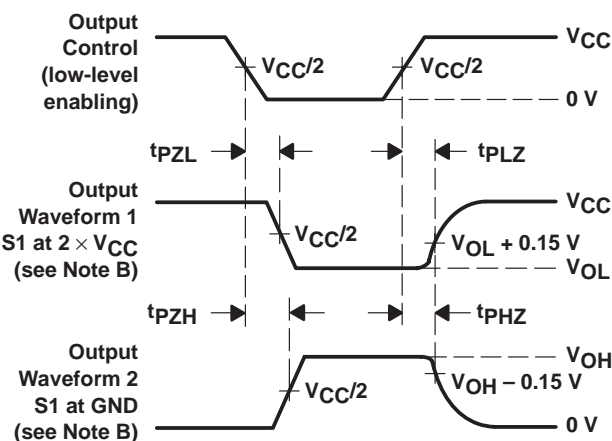 Output
Control
(low-level
enabling)
VCC
VCC/2
VCC/2
0 V
tPZL
tPLZ
Output
Waveform 1
S1 at 2 × VCC
(see Note B)
VCC
VCC/2
VOL + 0.15 V
VOL
tPZH
tPHZ
Output
Waveform 2
S1 at GND
(see Note B)
VOH
VCC/2
VOH – 0.15 V
0 V